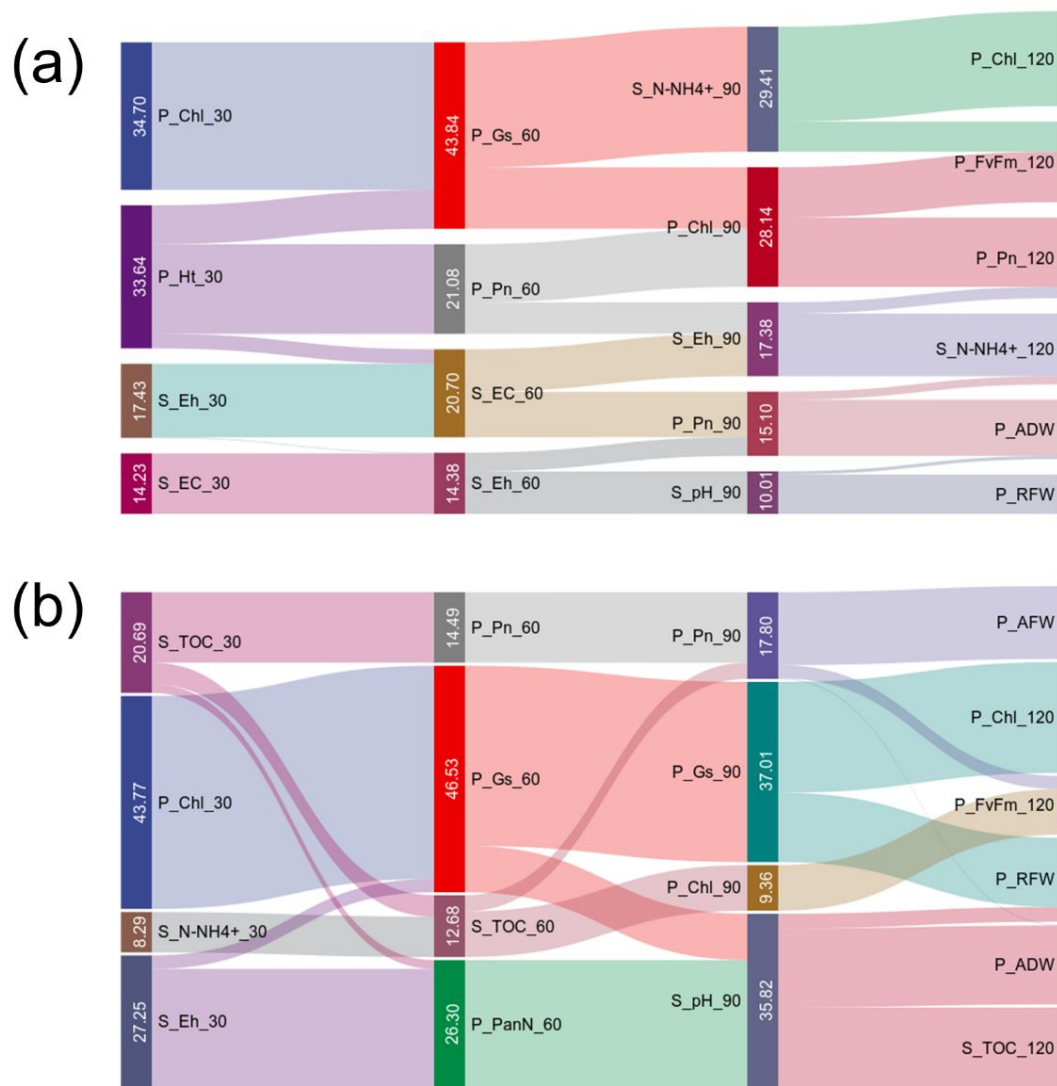 (a)
34.70
P_Chl_30
33.64
P_Ht_30
17.43
S_Eh_30
14.23
S_EC_30
43.84
P_Gs_60
21.08
P_Pn_60
20.70
S_EC_60
14.38
S_Eh_60
S_N-NH4+_90
29.41
P_Chl_90
28.14
S_Eh_90
17.38
P_Pn_90
15.10
S_pH_90
10.01
P_Chl_120
P_FvFm_120
P_Pn_120
S_N-NH4+_120
P_ADW
P_RFW
(b)
20.69
S_TOC_30
43.77
P_Chl_30
8.29
S_N-NH4+_30
27.25
S_Eh_30
14.49
P_Pn_60
46.53
P_Gs_60
12.68
S_TOC_60
26.30
P_PanN_60
P_Pn_90
17.80
P_Gs_90
37.01
P_Chl_90
9.36
S_pH_90
35.82
P_AFW
P_Chl_120
P_FvFm_120
P_RFW
P_ADW
S_TOC_120